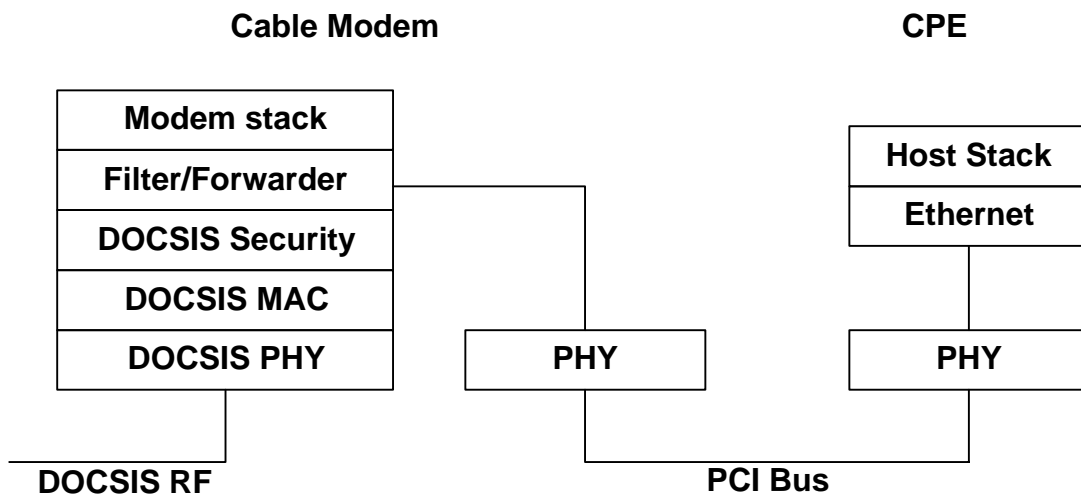 Cable Modem
CPE
Modem stack
Filter/Forwarder
DOCSIS Security
DOCSIS MAC
DOCSIS PHY
PHY
Host Stack
Ethernet
PHY
DOCSIS RF
PCI Bus